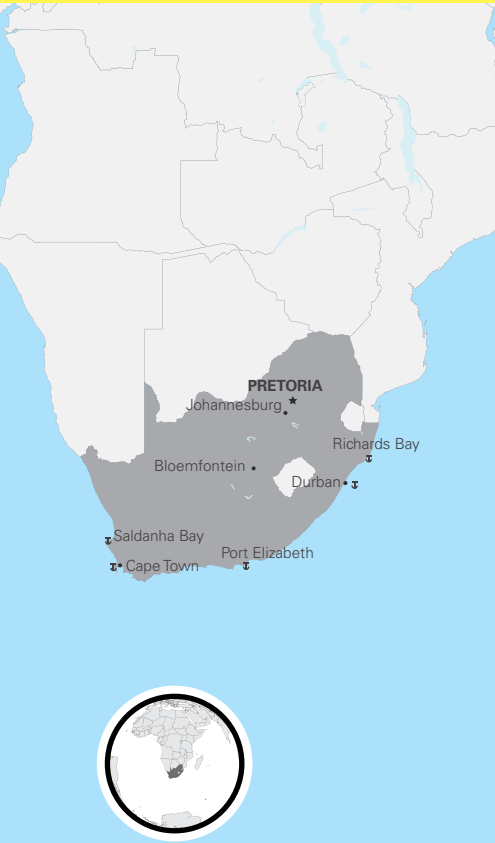 PRETORIA
Johannesburg
Richards Bay
Bloemfontein
Durban
Saldanha Bay
Port Elizabeth
Cape Town